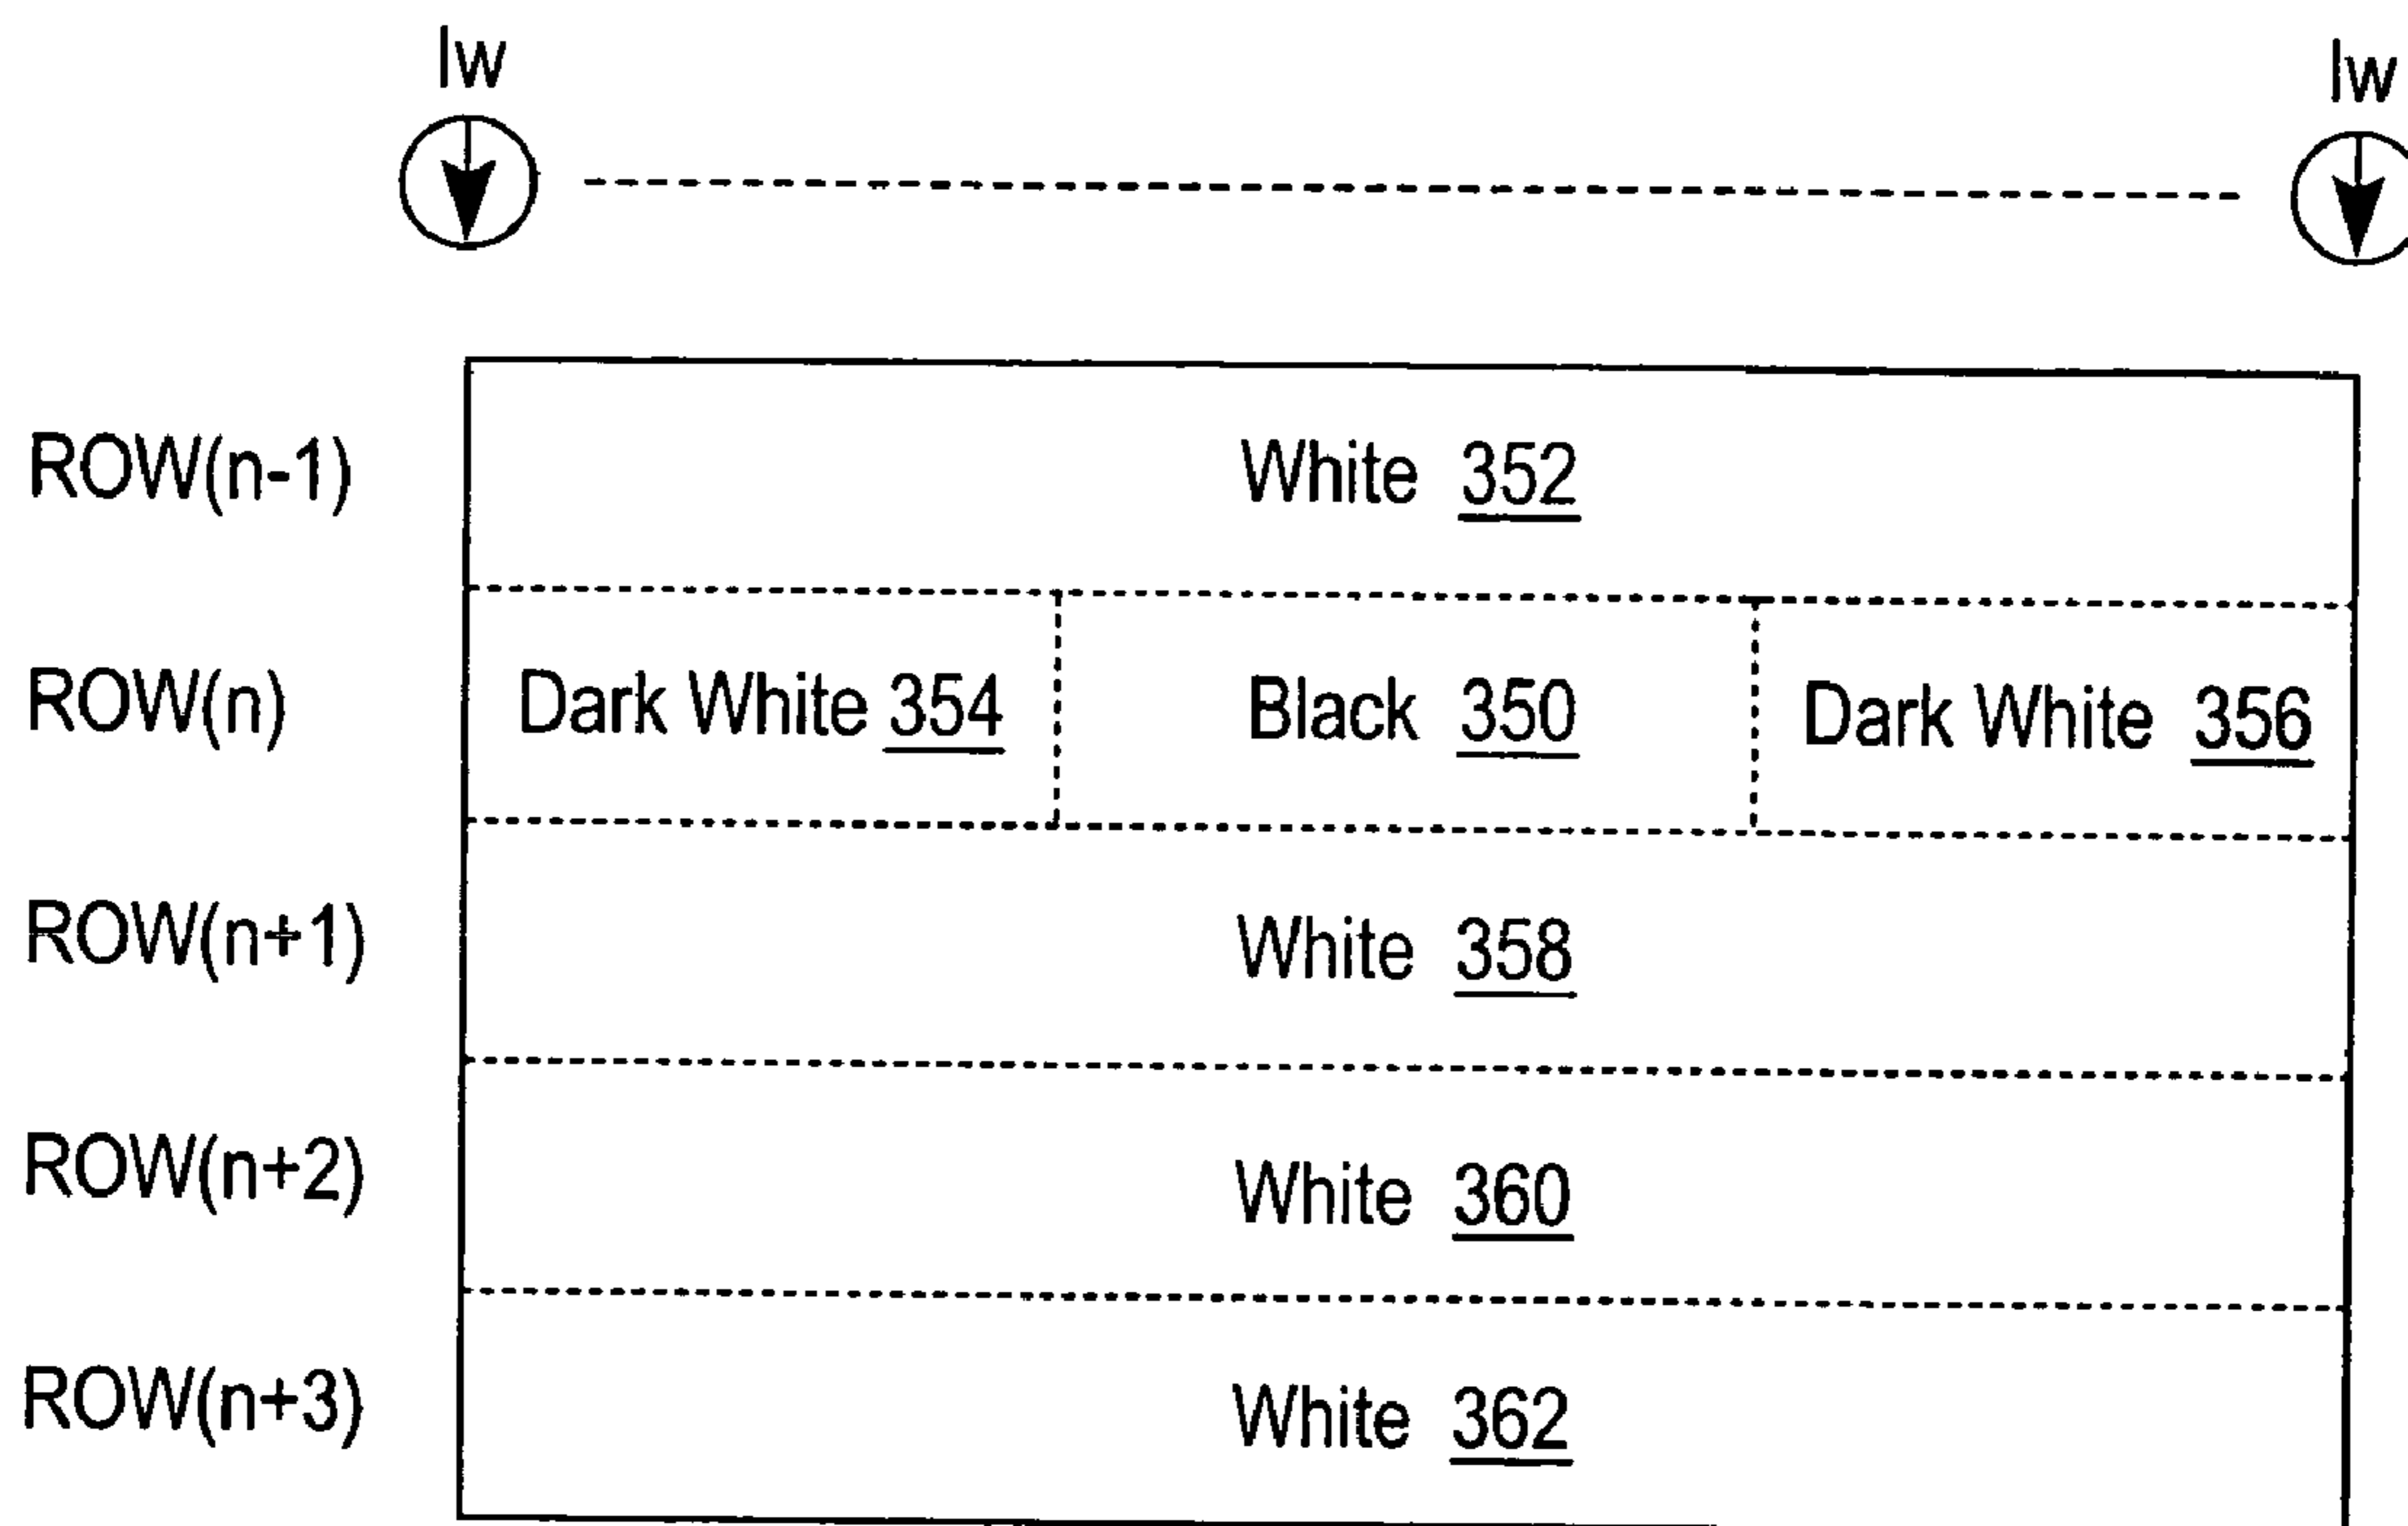 Iw Iw
ROW(n-1) White 352
ROW(n) Dark White 354 Black 350 Dark White 356
ROW(n+1) White 358
ROW(n+2) White 360
ROW(n+3) White 362